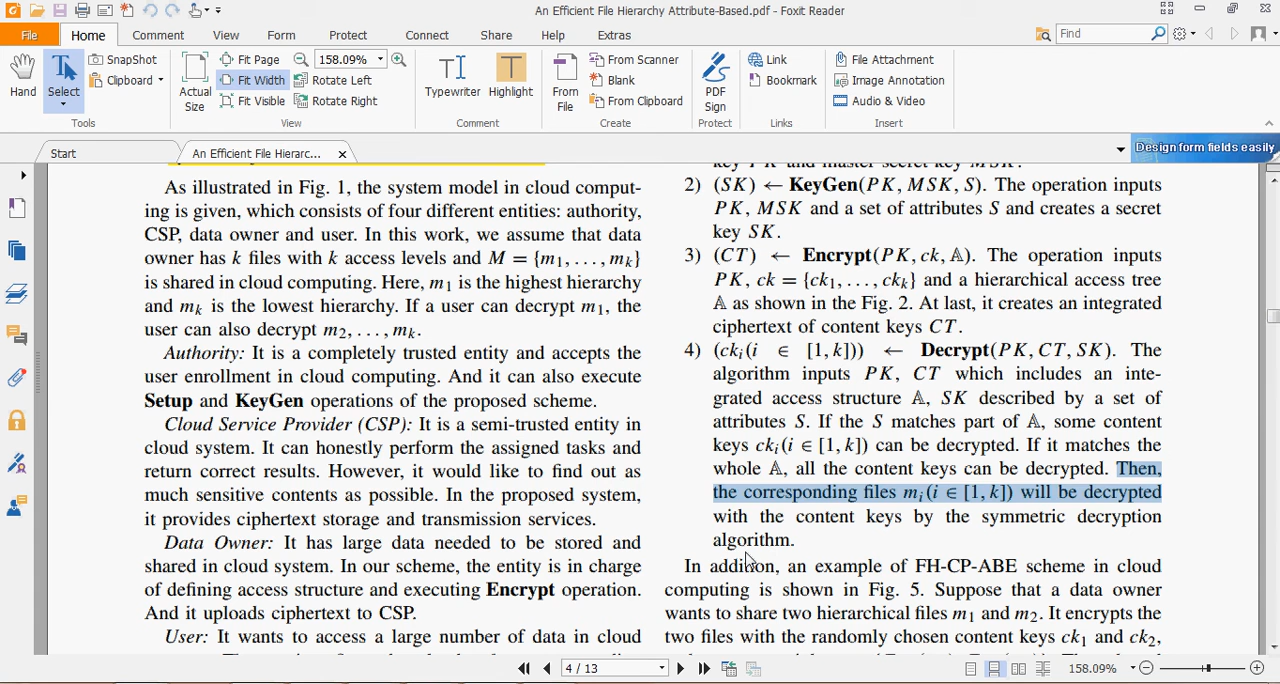 An Efficient File Hierarchy Attribute-Based.pdf - Foxit Reader
File Home Comment View Form Protect Connect Share Help Extras
Find
Hand
Select
SnapShot
Clipboard
Tools
Actual Size
Fit Page
Fit Width
Fit Visible
158.09%
Rotate Left
Rotate Right
View
Typewriter
Highlight
Comment
From File
From Scanner
Blank
From Clipboard
Create
PDF Sign
Protect
Link
Bookmark
Links
File Attachment
Image Annotation
Audio & Video
Insert
Start
An Efficient File Hierarc...
Design form fields easily
As illustrated in Fig. 1, the system model in cloud comput-
ing is given, which consists of four different entities: authority,
CSP, data owner and user. In this work, we assume that data
owner has k files with k access levels and M = {m₁, . . . , mₖ}
is shared in cloud computing. Here, m₁ is the highest hierarchy
and mₖ is the lowest hierarchy. If a user can decrypt m₁, the
user can also decrypt m₂, . . . , mₖ.
Authority: It is a completely trusted entity and accepts the
user enrollment in cloud computing. And it can also execute
Setup and KeyGen operations of the proposed scheme.
Cloud Service Provider (CSP): It is a semi-trusted entity in
cloud system. It can honestly perform the assigned tasks and
return correct results. However, it would like to find out as
much sensitive contents as possible. In the proposed system,
it provides ciphertext storage and transmission services.
Data Owner: It has large data needed to be stored and
shared in cloud system. In our scheme, the entity is in charge
of defining access structure and executing Encrypt operation.
And it uploads ciphertext to CSP.
User: It wants to access a large number of data in cloud
key PK and master secret key MSK.
2) (SK) ← KeyGen(PK, MSK, S). The operation inputs
PK, MSK and a set of attributes S and creates a secret
key SK.
3) (CT) ← Encrypt(PK, ck, 𝔸). The operation inputs
PK, ck = {ck₁, . . . , ckₖ} and a hierarchical access tree
𝔸 as shown in the Fig. 2. At last, it creates an integrated
ciphertext of content keys CT.
4) (ckᵢ(i ∈ [1, k])) ← Decrypt(PK, CT, SK). The
algorithm inputs PK, CT which includes an inte-
grated access structure 𝔸, SK described by a set of
attributes S. If the S matches part of 𝔸, some content
keys ckᵢ(i ∈ [1, k]) can be decrypted. If it matches the
whole 𝔸, all the content keys can be decrypted. Then,
the corresponding files mᵢ(i ∈ [1, k]) will be decrypted
with the content keys by the symmetric decryption
algorithm.
In addition, an example of FH-CP-ABE scheme in cloud
computing is shown in Fig. 5. Suppose that a data owner
wants to share two hierarchical files m₁ and m₂. It encrypts the
two files with the randomly chosen content keys ck₁ and ck₂,
4 / 13
158.09%